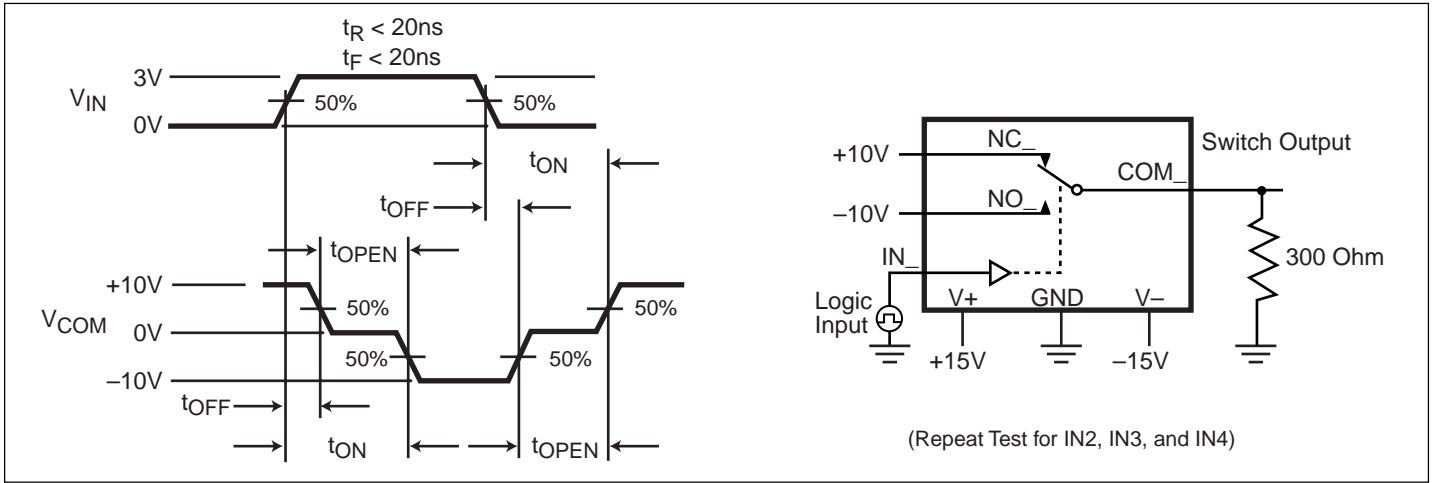 tR < 20ns
tF < 20ns
3V
VIN
50%
50%
0V
tON
tOFF
tOPEN
+10V
50%
50%
VCOM
0V
50%
50%
–10V
tOFF
tON
tOPEN
NC_
Switch Output
+10V
COM_
NO_
–10V
IN_
300 Ohm
Logic
Input
V+
GND
V–
+15V
–15V
(Repeat Test for IN2, IN3, and IN4)